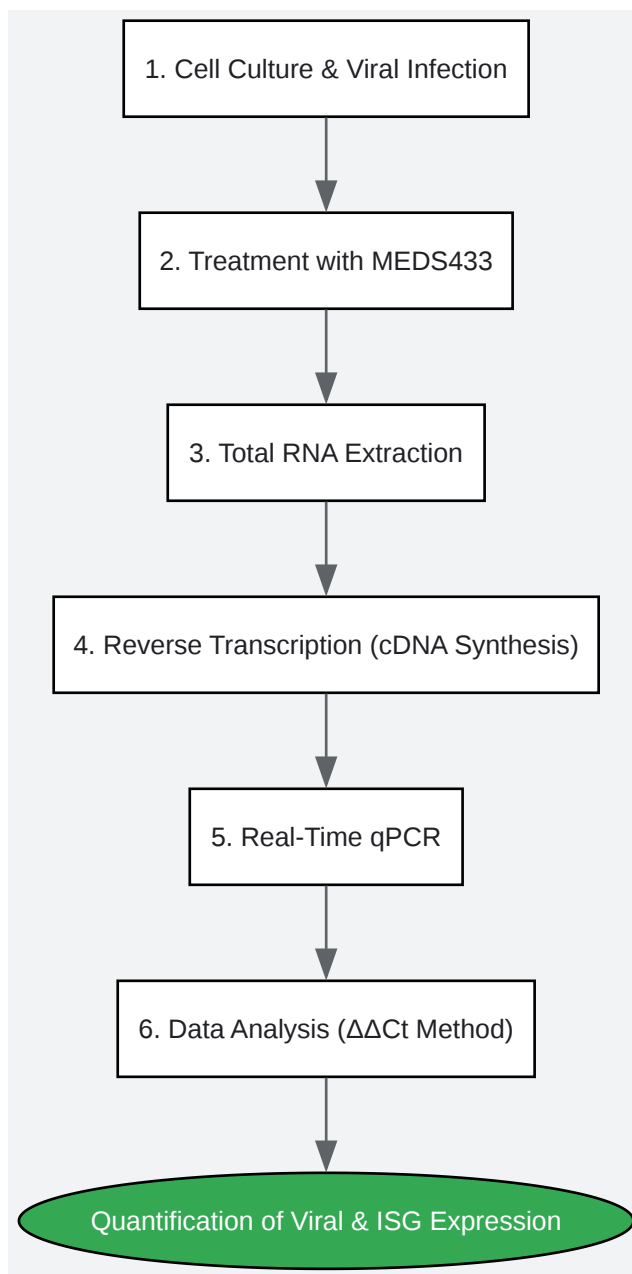 1. Cell Culture & Viral Infection
2. Treatment with MEDS433
3. Total RNA Extraction
4. Reverse Transcription (cDNA Synthesis)
5. Real-Time qPCR
6. Data Analysis (ΔΔCt Method)
Quantification of Viral & ISG Expression